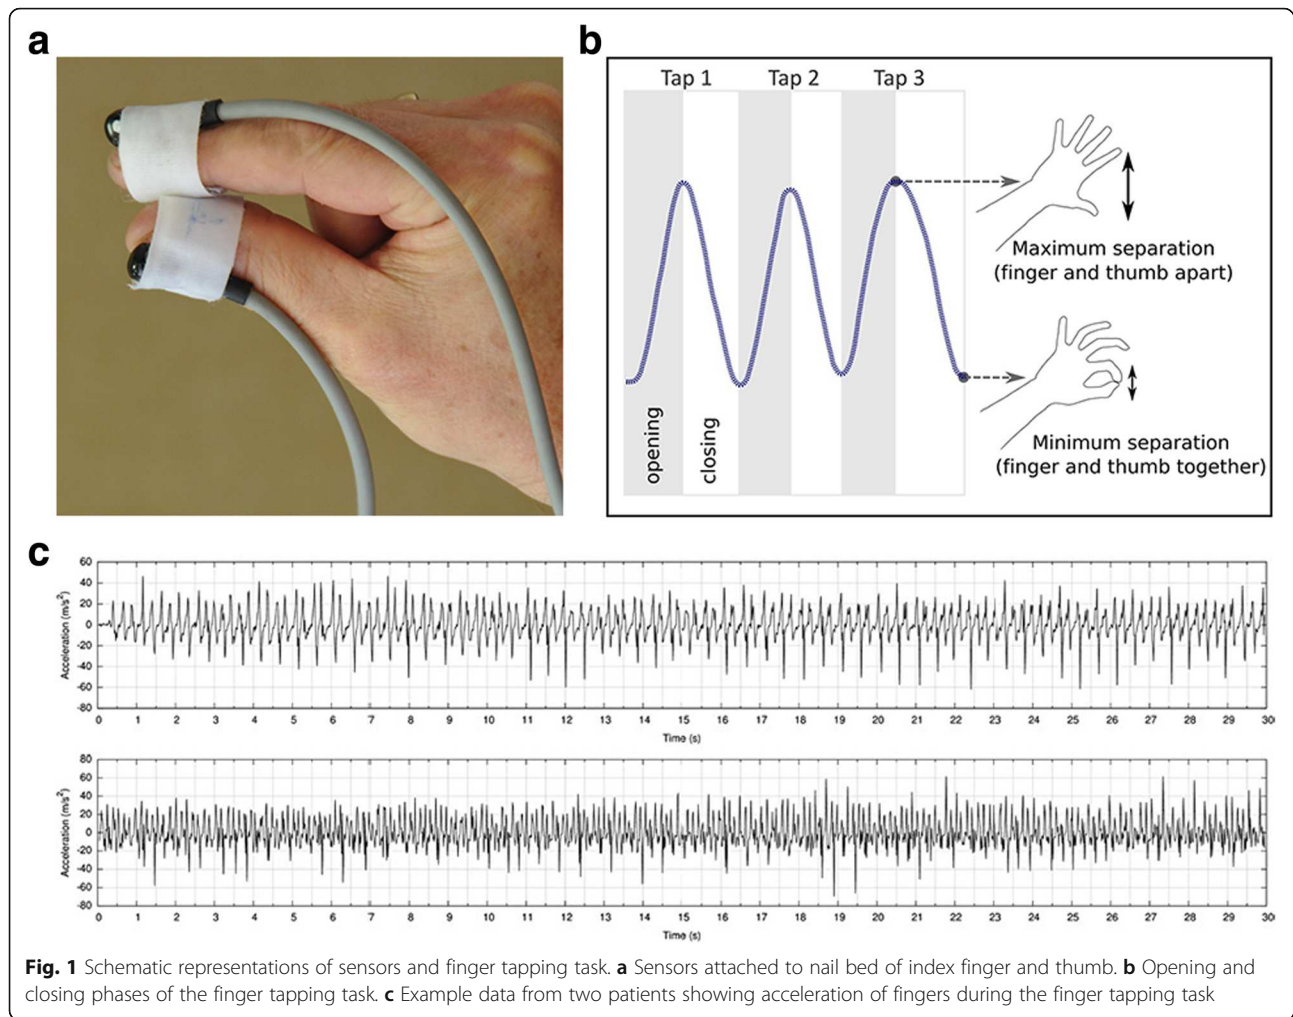 a
b
Tap 1 Tap 2 Tap 3
Maximum separation
(finger and thumb apart)
opening
closing
Minimum separation
(finger and thumb together)
c
60
40
20
0
-20
-40
-60
-80
Acceleration (m/s²)
0 1 2 3 4 5 6 7 8 9 10 11 12 13 14 15 16 17 18 19 20 21 22 23 24 25 26 27 28 29 30
Time (s)
80
60
40
20
0
-20
-40
-60
-80
Acceleration (m/s²)
0 1 2 3 4 5 6 7 8 9 10 11 12 13 14 15 16 17 18 19 20 21 22 23 24 25 26 27 28 29 30
Time (s)
Fig. 1 Schematic representations of sensors and finger tapping task. a Sensors attached to nail bed of index finger and thumb. b Opening and
closing phases of the finger tapping task. c Example data from two patients showing acceleration of fingers during the finger tapping task